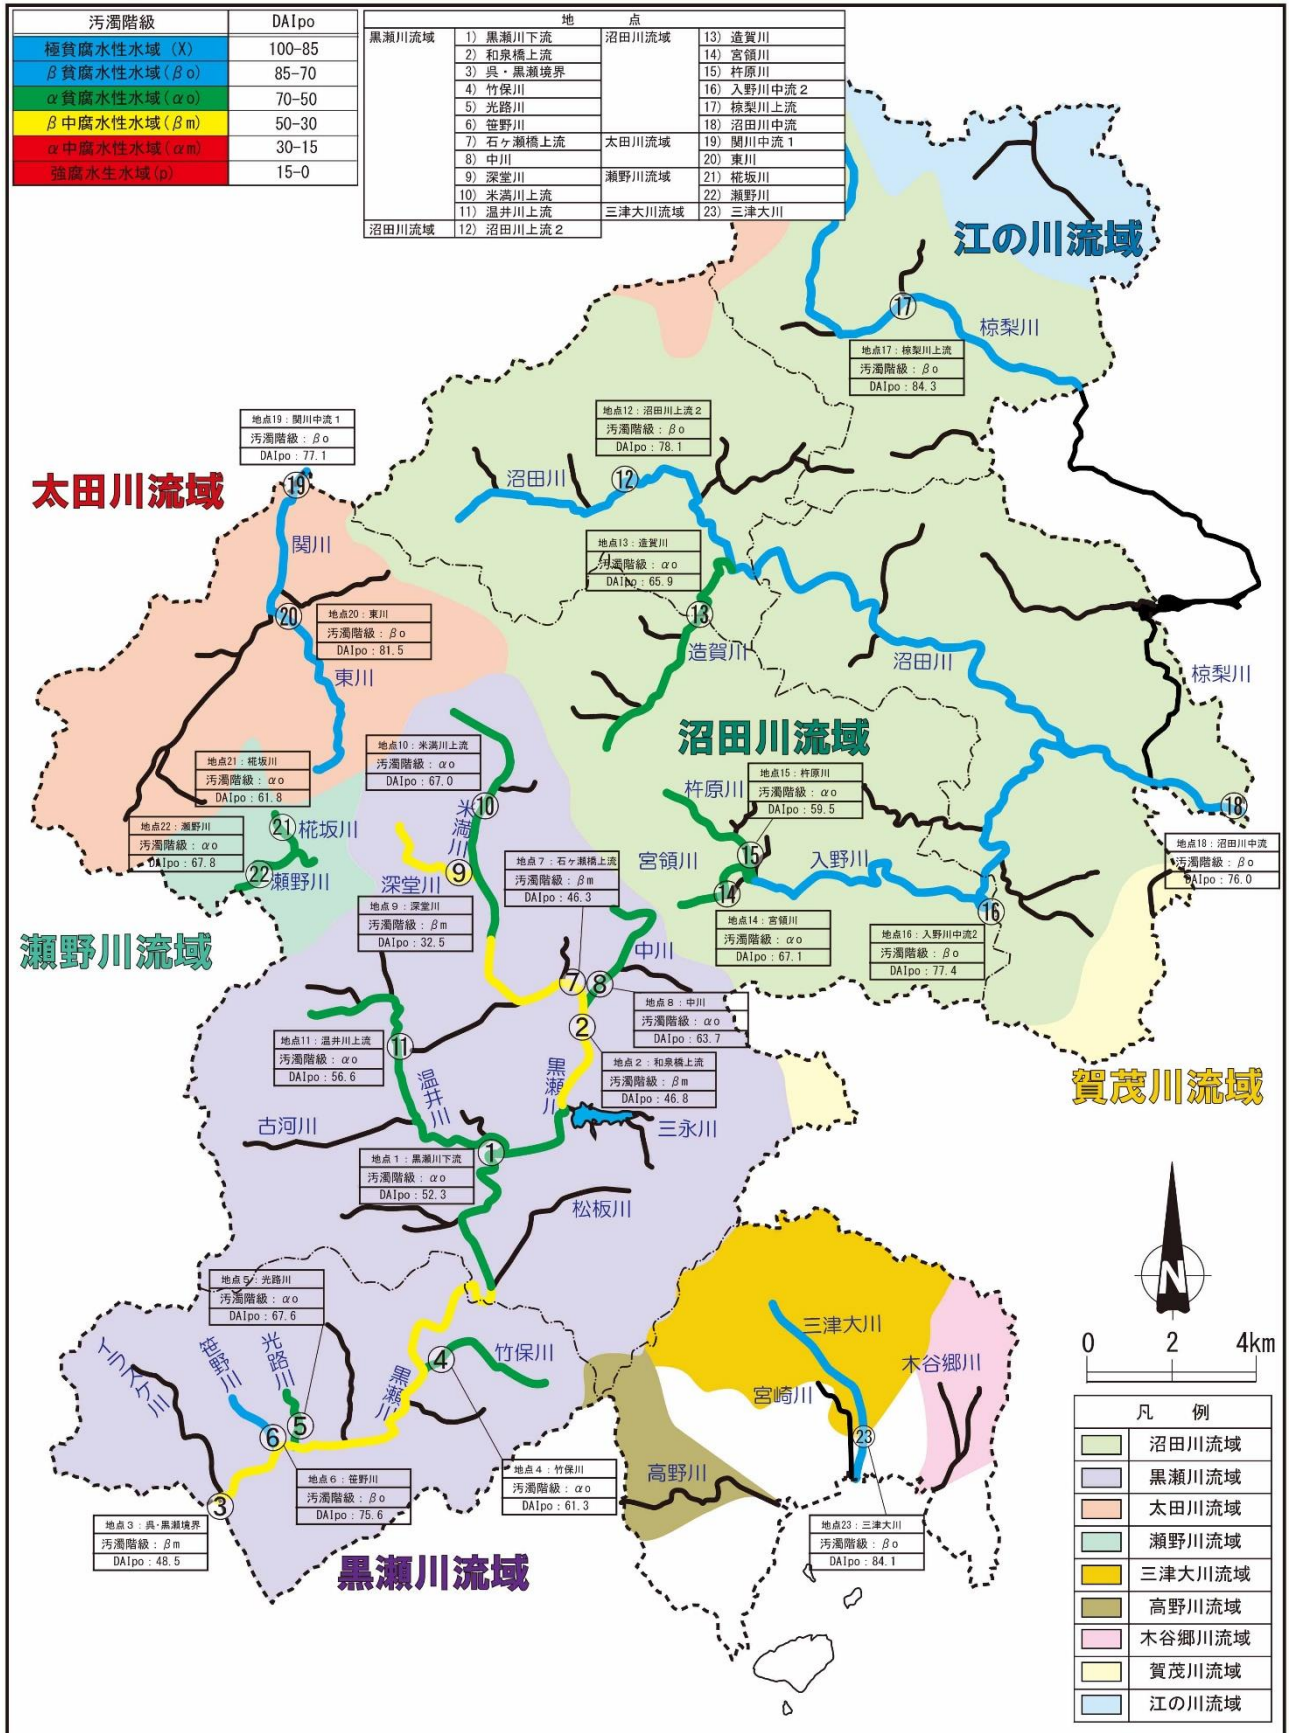 汚濁階級 DAIpo
極貧腐水性水域(X) 100-85
β貧腐水性水域(βo) 85-70
α貧腐水性水域(αo) 70-50
β中腐水性水域(βm) 50-30
α中腐水性水域(αm) 30-15
強腐水生水域(p) 15-0
地 点
黒瀬川流域 1) 黒瀬川下流 沼田川流域 13) 造賀川
2) 和泉橋上流 14) 宮領川
3) 呉・黒瀬境界 15) 杵原川
4) 竹保川 16) 入野川中流2
5) 光路川 17) 椋梨川上流
6) 笹野川 18) 沼田川中流
7) 石ヶ瀬橋上流 太田川流域 19) 関川中流1
8) 中川 20) 東川
9) 深堂川 瀬野川流域 21) 椛坂川
10) 米満川上流 22) 瀬野川
11) 温井川上流 三津大川流域 23) 三津大川
沼田川流域 12) 沼田川上流2
江の川流域
17
椋梨川
地点17:椋梨川上流
汚濁階級:βo
DAIpo:84.3
地点12:沼田川上流2
汚濁階級:βo
DAIpo:78.1
地点19:関川中流1
汚濁階級:βo
DAIpo:77.1
太田川流域
19
沼田川
12
関川
地点13:造賀川
汚濁階級:αo
DAIpo:65.9
20
地点20:東川
汚濁階級:βo
DAIpo:81.5
13
造賀川
沼田川
椋梨川
東川
沼田川流域
地点10:米満川上流
汚濁階級:αo
DAIpo:67.0
地点21:椛坂川
汚濁階級:αo
DAIpo:61.8
地点15:杵原川
汚濁階級:αo
DAIpo:59.5
杵原川
10
米満川
18
地点22:瀬野川
汚濁階級:αo
DAIpo:67.8
21
椛坂川
地点18:沼田川中流
汚濁階級:βo
DAIpo:76.0
15
宮領川
入野川
地点7:石ヶ瀬橋上流
汚濁階級:βm
DAIpo:46.3
22
瀬野川
深堂川
9
14
16
地点9:深堂川
汚濁階級:βm
DAIpo:32.5
地点14:宮領川
汚濁階級:αo
DAIpo:67.1
地点16:入野川中流2
汚濁階級:βo
DAIpo:77.4
瀬野川流域
中川
7
8
地点8:中川
汚濁階級:αo
DAIpo:63.7
2
地点11:温井川上流
汚濁階級:αo
DAIpo:56.6
11
地点2:和泉橋上流
汚濁階級:βm
DAIpo:46.8
黒瀬川
温井川
賀茂川流域
古河川
三永川
1
地点1:黒瀬川下流
汚濁階級:αo
DAIpo:52.3
松板川
地点5:光路川
汚濁階級:αo
DAIpo:67.6
N
三津大川
0 2 4km
イラスケ川
笹野川
光路川
黒瀬川
4
竹保川
宮崎川
木谷郷川
凡 例
沼田川流域
黒瀬川流域
太田川流域
瀬野川流域
三津大川流域
高野川流域
木谷郷川流域
賀茂川流域
江の川流域
5
6
23
3
地点6:笹野川
汚濁階級:βo
DAIpo:75.6
地点4:竹保川
汚濁階級:αo
DAIpo:61.3
高野川
地点3:呉・黒瀬境界
汚濁階級:βm
DAIpo:48.5
地点23:三津大川
汚濁階級:βo
DAIpo:84.1
黒瀬川流域